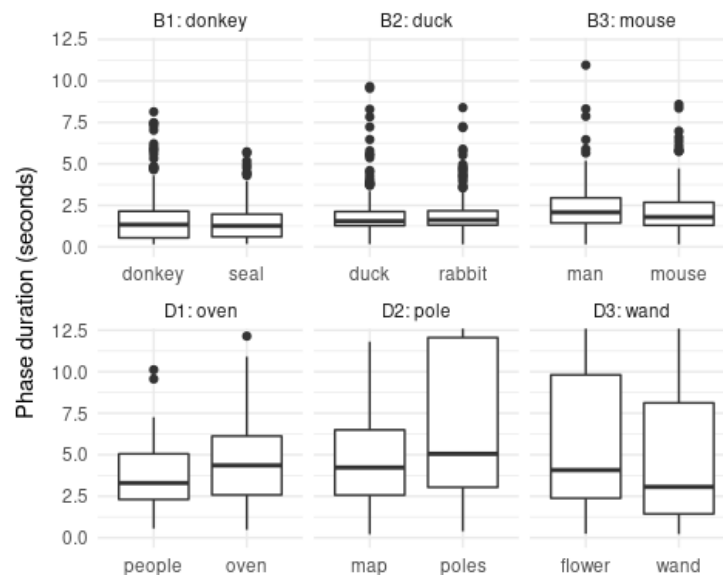 B1: donkey B2: duck B3: mouse
12.5
10.0
7.5
5.0
2.5
0.0
donkey seal duck rabbit man mouse
Phase duration (seconds)
D1: oven D2: pole D3: wand
12.5
10.0
7.5
5.0
2.5
0.0
people oven map poles flower wand